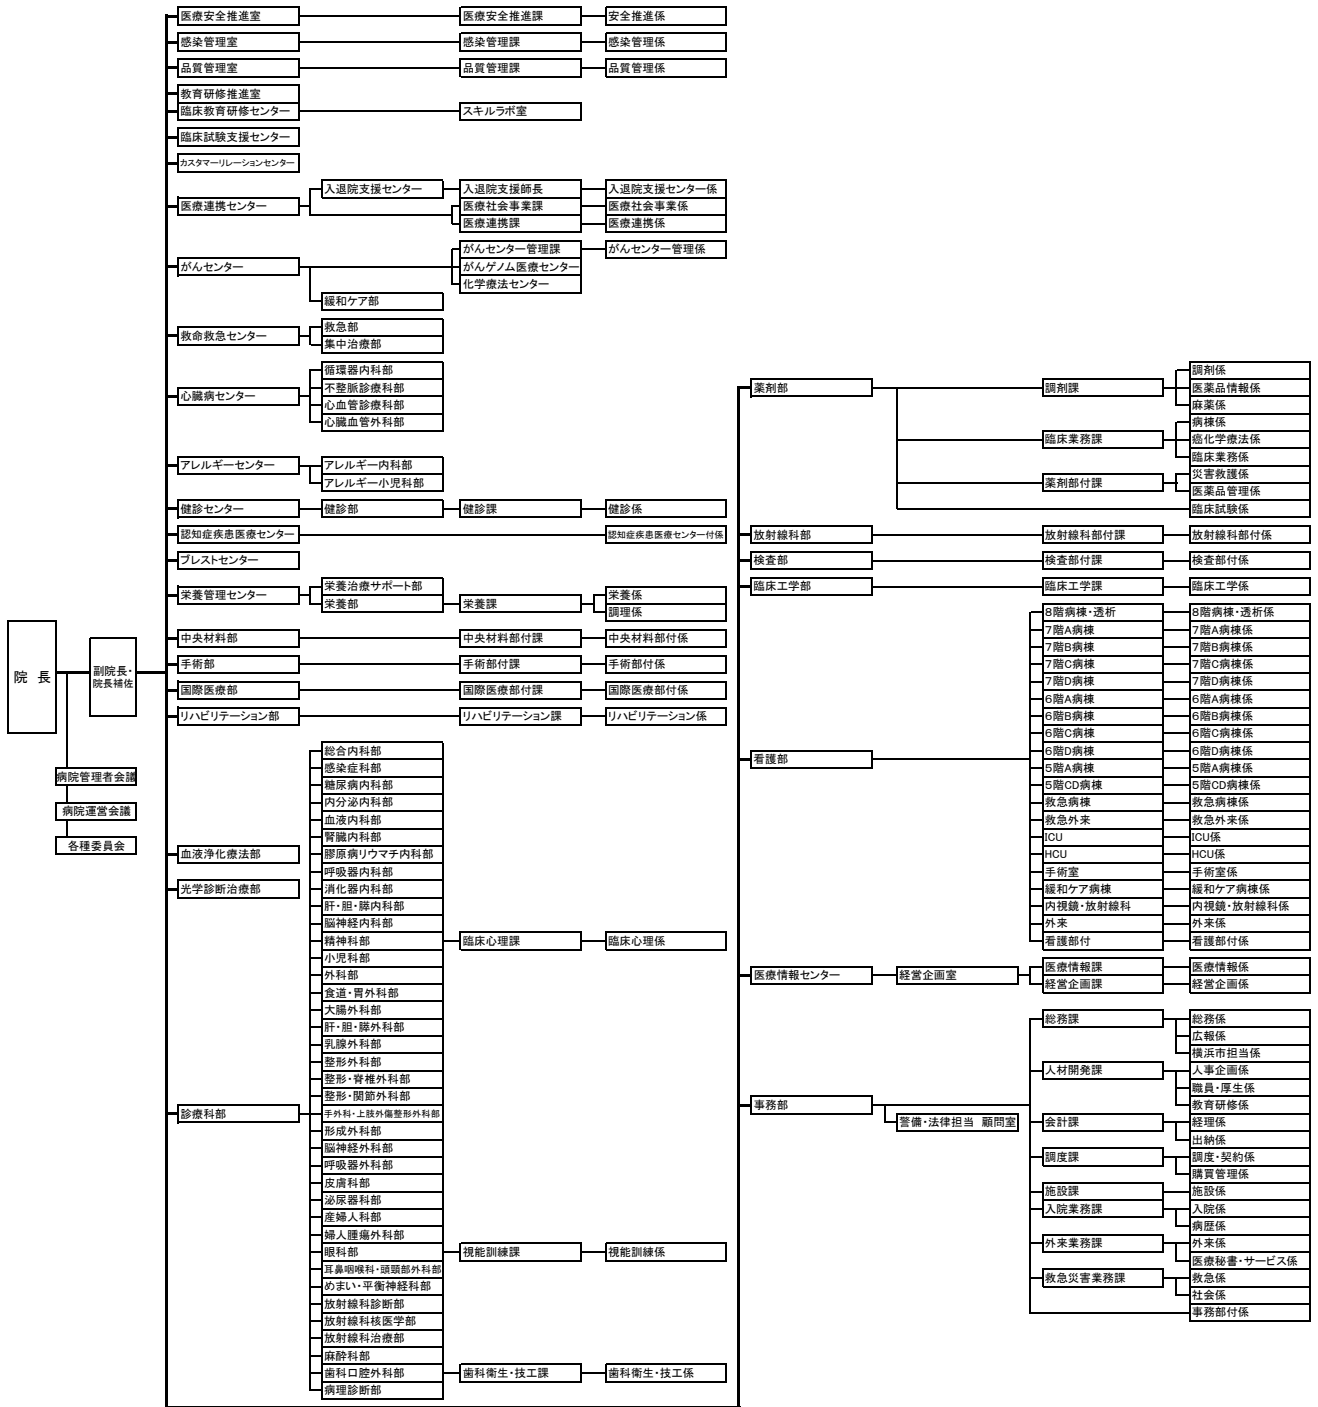 院　長
副院長・
院長補佐
病院管理者会議
病院運営会議
各種委員会
医療安全推進室
医療安全推進課
安全推進係
感染管理室
感染管理課
感染管理係
品質管理室
品質管理課
品質管理係
教育研修推進室
臨床教育研修センター
スキルラボ室
臨床試験支援センター
カスタマーリレーションセンター
医療連携センター
入退院支援センター
入退院支援師長
入退院支援センター係
医療社会事業課
医療社会事業係
医療連携課
医療連携係
がんセンター
がんセンター管理課
がんセンター管理係
がんゲノム医療センター
化学療法センター
緩和ケア部
救命救急センター
救急部
集中治療部
心臓病センター
循環器内科部
不整脈診療科部
心血管診療科部
心臓血管外科部
アレルギーセンター
アレルギー内科部
アレルギー小児科部
健診センター
健診部
健診課
健診係
認知症疾患医療センター
認知症疾患医療センター付係
ブレストセンター
栄養管理センター
栄養治療サポート部
栄養部
栄養課
栄養係
調理係
中央材料部
中央材料部付課
中央材料部付係
手術部
手術部付課
手術部付係
国際医療部
国際医療部付課
国際医療部付係
リハビリテーション部
リハビリテーション課
リハビリテーション係
血液浄化療法部
光学診断治療部
診療科部
総合内科部
感染症科部
糖尿病内科部
内分泌内科部
血液内科部
腎臓内科部
膠原病リウマチ内科部
呼吸器内科部
消化器内科部
肝・胆・膵内科部
脳神経内科部
精神科部
臨床心理課
臨床心理係
小児科部
外科部
食道・胃外科部
大腸外科部
肝・胆・膵外科部
乳腺外科部
整形外科部
整形・脊椎外科部
整形・関節外科部
手外科・上肢外傷整形外科部
形成外科部
脳神経外科部
呼吸器外科部
皮膚科部
泌尿器科部
産婦人科部
婦人腫瘍外科部
眼科部
視能訓練課
視能訓練係
耳鼻咽喉科・頭頸部外科部
めまい・平衡神経科部
放射線科診断部
放射線科核医学部
放射線科治療部
麻酔科部
歯科口腔外科部
歯科衛生・技工課
歯科衛生・技工係
病理診断部
薬剤部
調剤課
調剤係
医薬品情報係
麻薬係
臨床業務課
病棟係
癌化学療法係
臨床業務係
薬剤部付課
災害救護係
医薬品管理係
臨床試験係
放射線科部
放射線科部付課
放射線科部付係
検査部
検査部付課
検査部付係
臨床工学部
臨床工学課
臨床工学係
看護部
8階病棟・透析
8階病棟・透析係
7階A病棟
7階A病棟係
7階B病棟
7階B病棟係
7階C病棟
7階C病棟係
7階D病棟
7階D病棟係
6階A病棟
6階A病棟係
6階B病棟
6階B病棟係
6階C病棟
6階C病棟係
6階D病棟
6階D病棟係
5階A病棟
5階A病棟係
5階CD病棟
5階CD病棟係
救急病棟
救急病棟係
救急外来
救急外来係
ICU
ICU係
HCU
HCU係
手術室
手術室係
緩和ケア病棟
緩和ケア病棟係
内視鏡・放射線科
内視鏡・放射線科係
外来
外来係
看護部付
看護部付係
医療情報センター
経営企画室
医療情報課
医療情報係
経営企画課
経営企画係
事務部
警備・法律担当　顧問室
総務課
総務係
広報係
横浜市担当係
人材開発課
人事企画係
職員・厚生係
教育研修係
会計課
経理係
出納係
調度課
調度・契約係
購買管理係
施設課
施設係
入院業務課
入院係
病歴係
外来業務課
外来係
医療秘書・サービス係
救急災害業務課
救急係
社会係
事務部付係